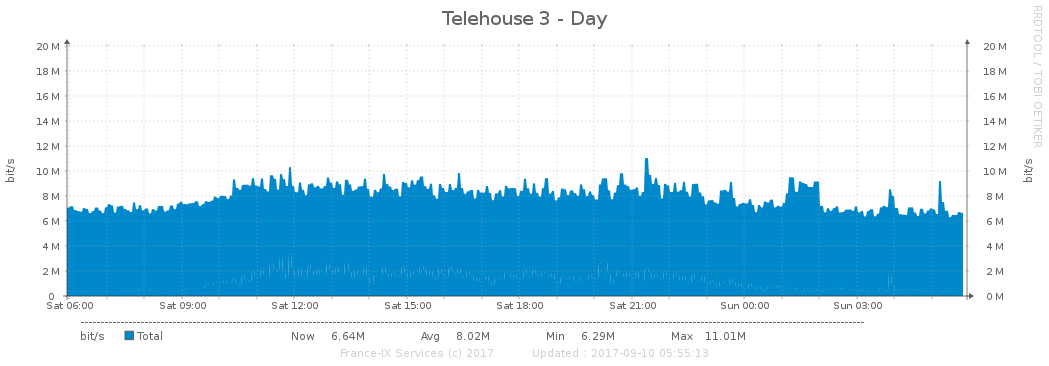 Telehouse 3 - Day
RRDTOOL / TOBI OETIKER
bit/s
bit/s
20 M 20 M
18 M 18 M
16 M 16 M
14 M 14 M
12 M 12 M
10 M 10 M
8 M 8 M
6 M 6 M
4 M 4 M
2 M 2 M
0 0 M
Sat 06:00 Sat 09:00 Sat 12:00 Sat 15:00 Sat 18:00 Sat 21:00 Sun 00:00 Sun 03:00
bit/s Total Now 6.64M Avg 8.02M Min 6.29M Max 11.01M
France-IX Services (c) 2017 Updated : 2017-09-10 05:55:13